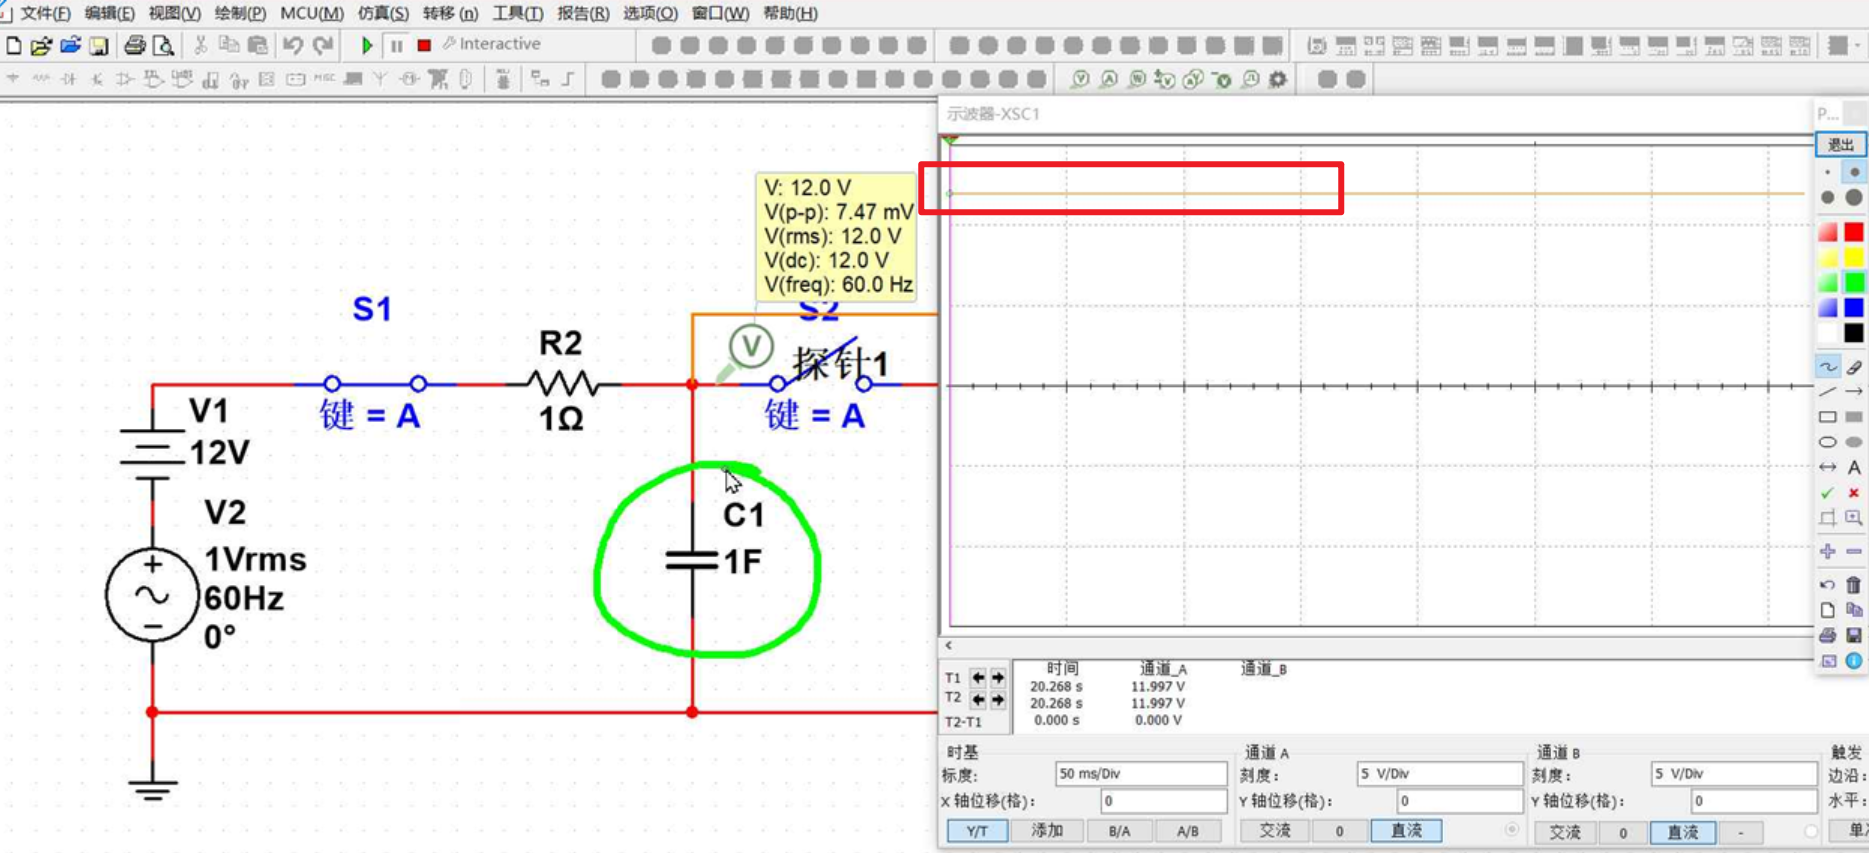 文件(F) 编辑(E) 视图(V) 绘制(P) MCU(M) 仿真(S) 转移 (n) 工具(T) 报告(R) 选项(O) 窗口(W) 帮助(H)
Interactive
MISC
示波器-XSC1
P...
退出
V: 12.0 V
V(p-p): 7.47 mV
V(rms): 12.0 V
V(dc): 12.0 V
V(freq): 60.0 Hz
S1
S2
R2
V
探针1
1Ω
键 = A
键 = A
V1
12V
V2
1Vrms
60Hz
0°
C1
1F
A
时间 通道_A 通道_B
T1 20.268 s 11.997 V
T2 20.268 s 11.997 V
T2-T1 0.000 s 0.000 V
时基 通道 A 通道 B 触发
标度: 50 ms/Div 刻度: 5 V/Div 刻度: 5 V/Div 边沿:
X 轴位移(格): 0 Y 轴位移(格): 0 Y 轴位移(格): 0 水平:
Y/T 添加 B/A A/B 交流 0 直流 交流 0 直流 - 单